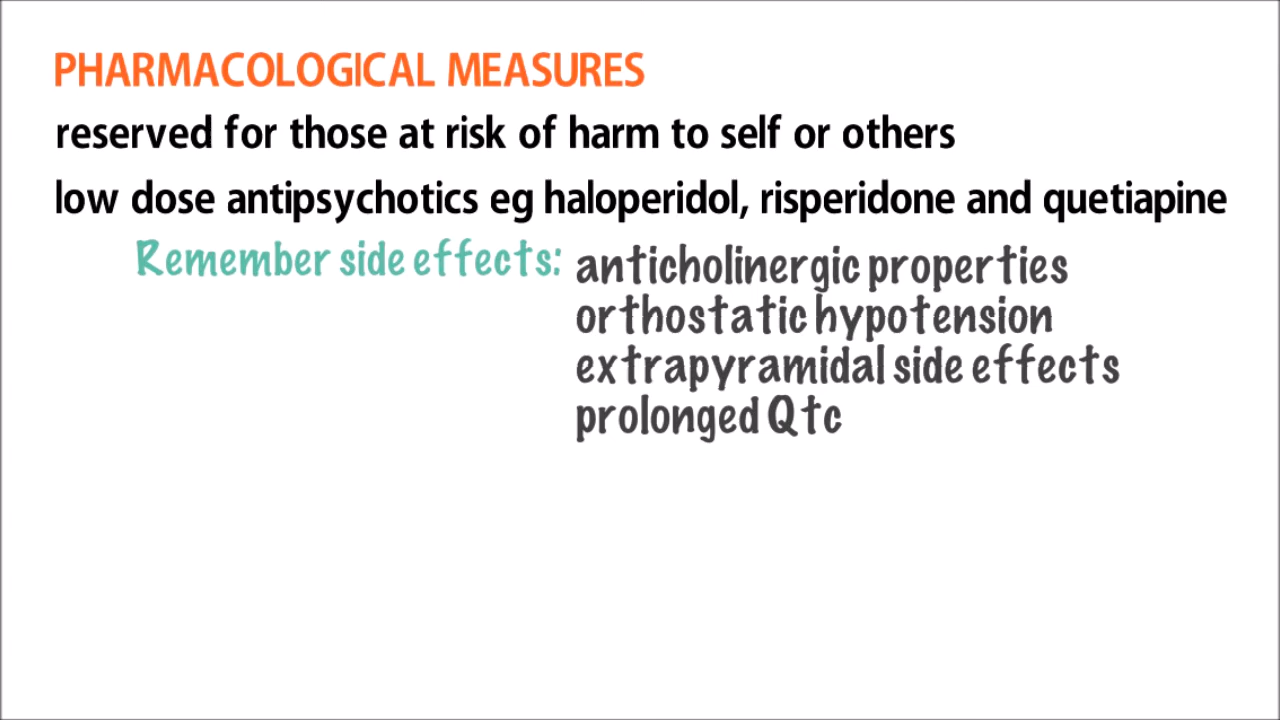 PHARMACOLOGICAL MEASURES
reserved for those at risk of harm to self or others
low dose antipsychotics eg haloperidol, risperidone and quetiapine
Remember side effects: anticholinergic properties
orthostatic hypotension
extrapyramidal side effects
prolonged Qtc